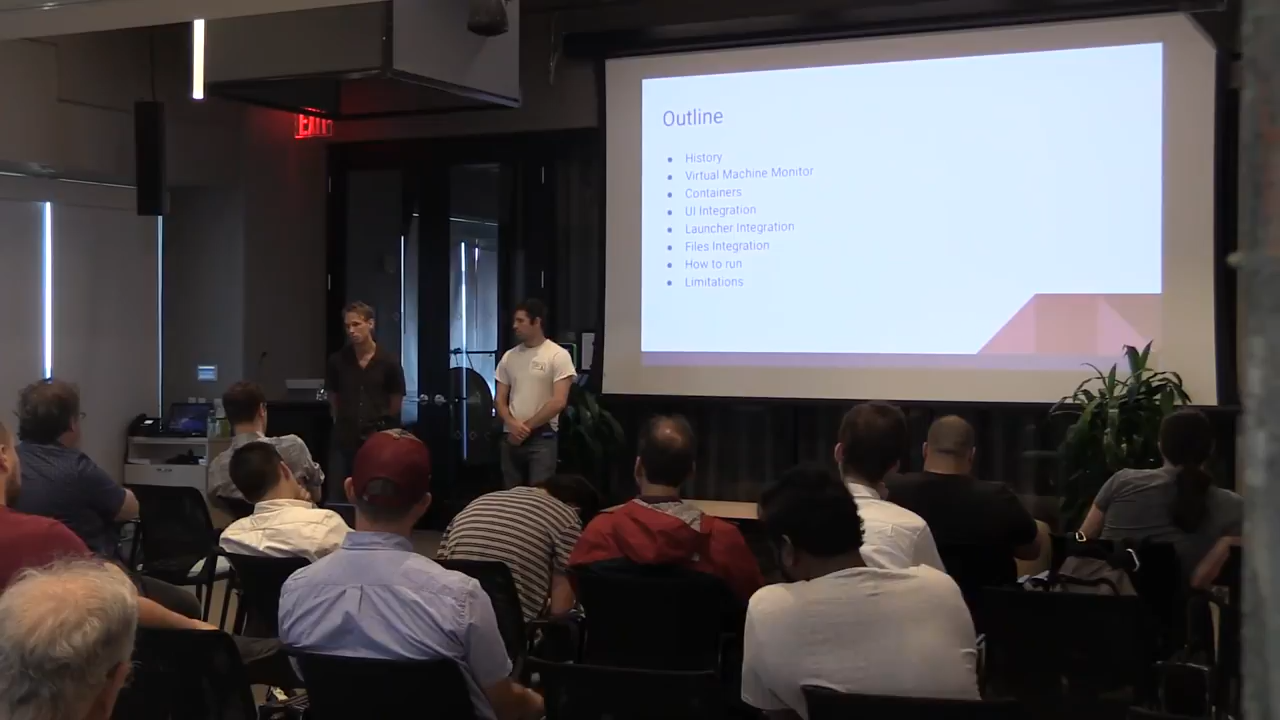 EXIT
Outline
● History
● Virtual Machine Monitor
● Containers
● UI Integration
● Launcher Integration
● Files Integration
● How to run
● Limitations